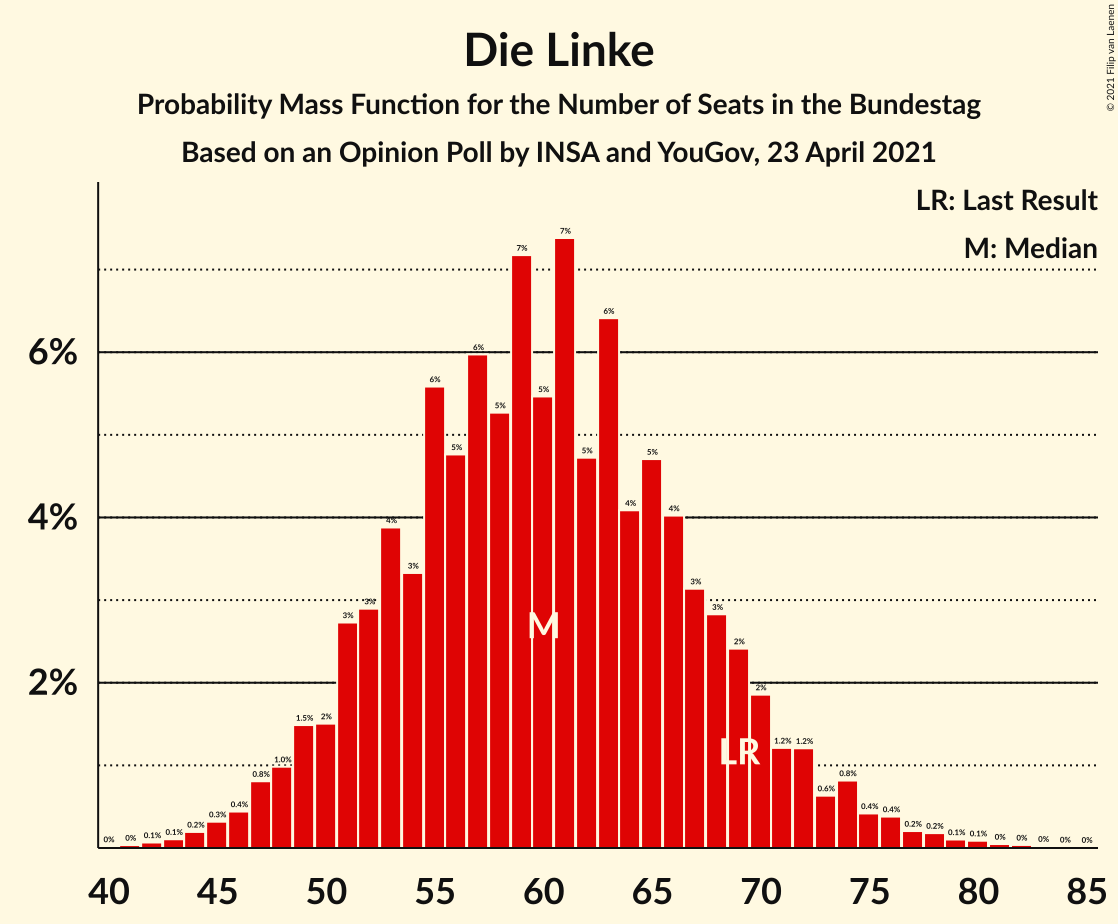 Die Linke
Probability Mass Function for the Number of Seats in the Bundestag
Based on an Opinion Poll by INSA and YouGov, 23 April 2021
© 2021 Filip van Laenen
LR: Last Result
M: Median
6%
4%
2%
0% 0% 0.1% 0.1% 0.2% 0.3% 0.4% 0.8% 1.0% 1.5% 2% 3% 3% 4% 3% 6% 5% 6% 5% 7% 5% 7% 5% 6% 4% 5% 4% 3% 3% 2% 2% 1.2% 1.2% 0.6% 0.8% 0.4% 0.4% 0.2% 0.2% 0.1% 0.1% 0% 0% 0% 0% 0%
M
LR
40 45 50 55 60 65 70 75 80 85